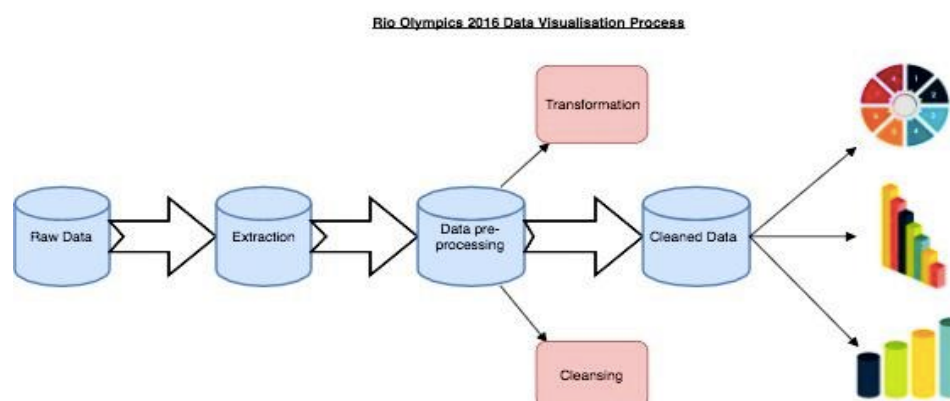 Rio Olympics 2016 Data Visualisation Process
Transformation
Raw Data
Extraction
Data pre-
processing
Cleaned Data
Cleansing